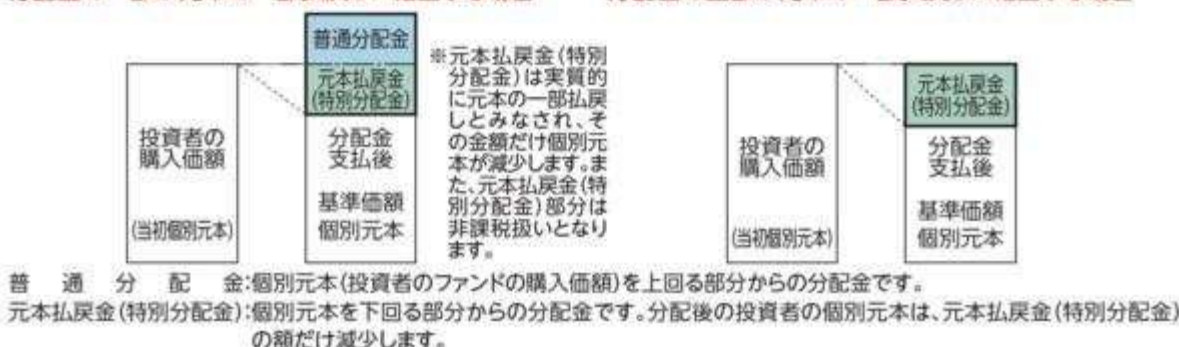 普通分配金
元本払戻金
(特別分配金)
投資者の
購入価額
(当初個別元本)
分配金
支払後
基準価額
個別元本
※元本払戻金(特別
分配金)は実質的
に元本の一部払戻
しとみなされ、そ
の金額だけ個別元
本が減少します。ま
た、元本払戻金(特
別分配金)部分は
非課税扱いとなり
ます。
投資者の
購入価額
(当初個別元本)
元本払戻金
(特別分配金)
分配金
支払後
基準価額
個別元本
普通分配金:個別元本(投資者のファンドの購入価額)を上回る部分からの分配金です。
元本払戻金(特別分配金):個別元本を下回る部分からの分配金です。分配後の投資者の個別元本は、元本払戻金(特別分配金)
の額だけ減少します。